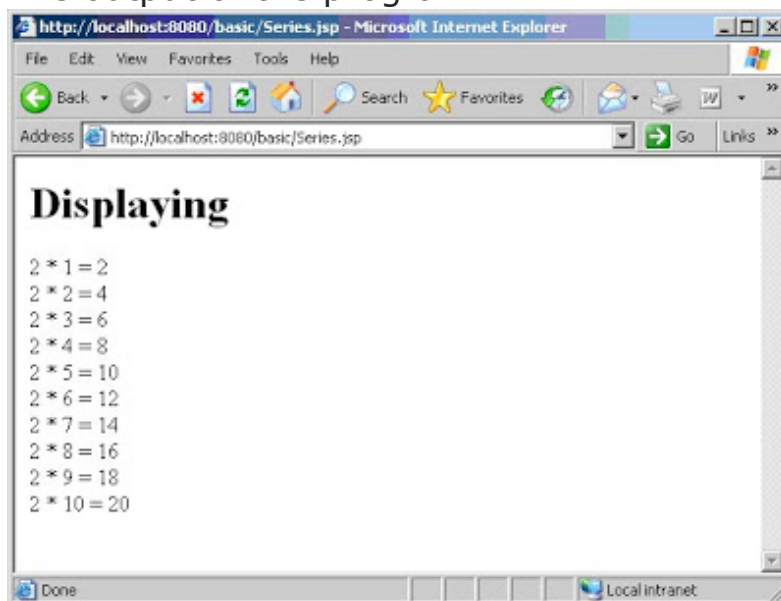 http://localhost:8080/basic/Series.jsp - Microsoft Internet Explorer
File Edit View Favorites Tools Help
Back Search Favorites
Address http://localhost:8080/basic/Series.jsp Go Links
Displaying
2 * 1 = 2
2 * 2 = 4
2 * 3 = 6
2 * 4 = 8
2 * 5 = 10
2 * 6 = 12
2 * 7 = 14
2 * 8 = 16
2 * 9 = 18
2 * 10 = 20
Done Local intranet